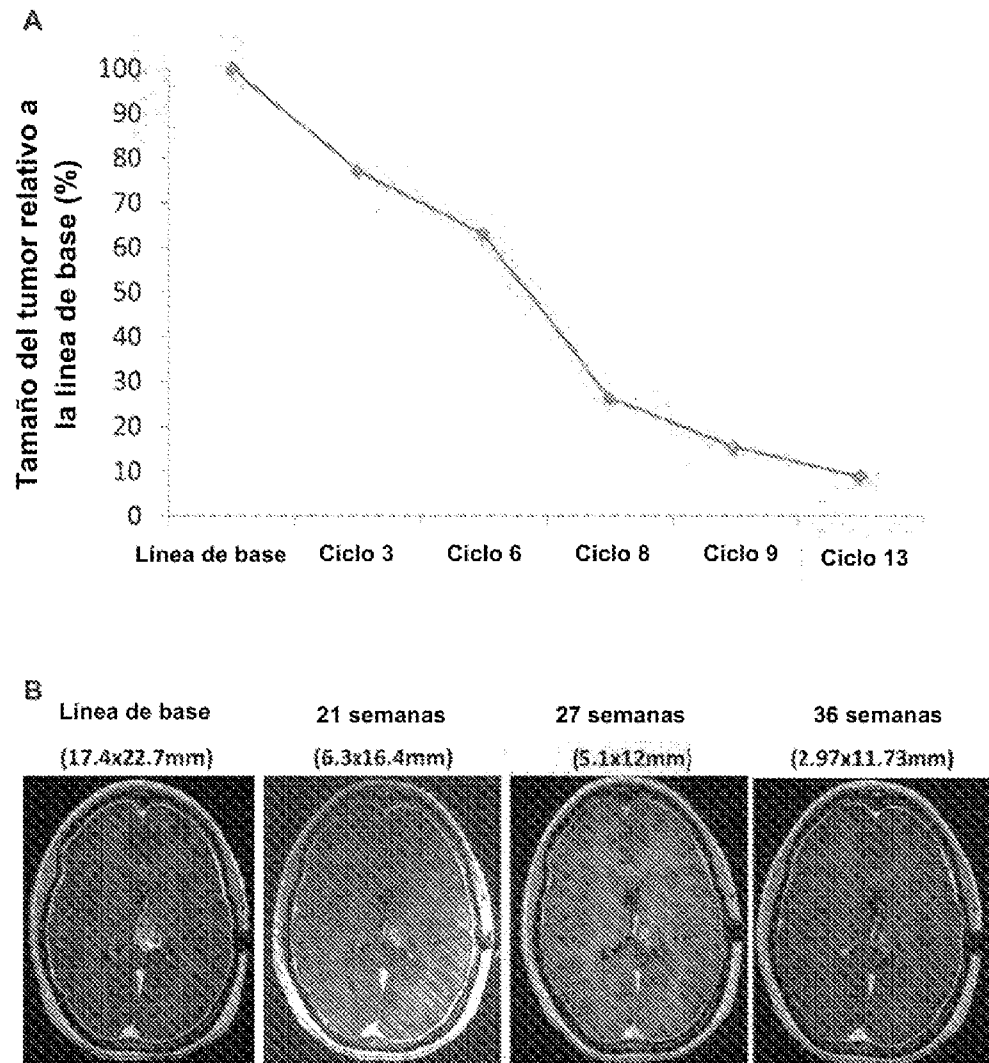 A
Tamaño del tumor relativo a
la línea de base (%)
100
90
80
70
60
50
40
30
20
10
0
Línea de base Ciclo 3 Ciclo 6 Ciclo 8 Ciclo 9 Ciclo 13
B
Línea de base 21 semanas 27 semanas 36 semanas
(17.4x22.7mm) (6.3x16.4mm) (5.1x12mm) (2.97x11.73mm)